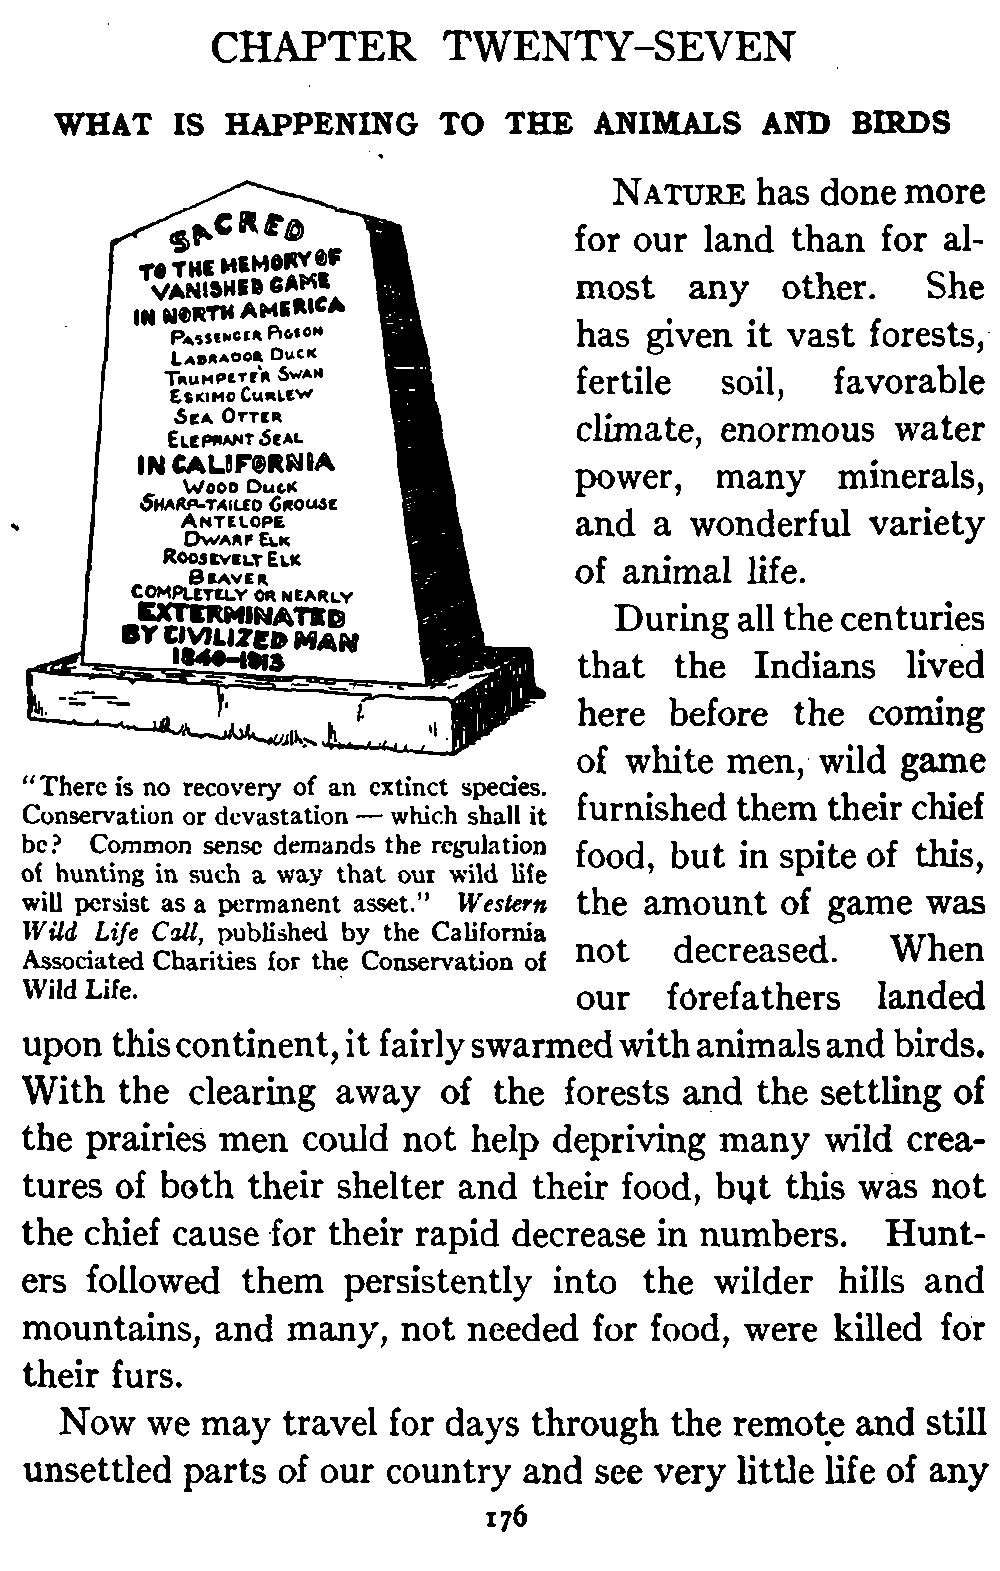 CHAPTER TWENTY-SEVEN
WHAT IS HAPPENING TO THE ANIMALS AND BIRDS
SACRED
TO THE MEMORY OF
VANISHED GAME
IN NORTH AMERICA
PASSENGER PIGEON
LABRADOR DUCK
TRUMPETER SWAN
ESKIMO CURLEW
SEA OTTER
ELEPHANT SEAL
IN CALIFORNIA
WOOD DUCK
SHARP-TAILED GROUSE
ANTELOPE
DWARF ELK
ROOSEVELT ELK
BEAVER
COMPLETELY OR NEARLY
EXTERMINATED
BY CIVILIZED MAN
1840-1913
"There is no recovery of an extinct species.
Conservation or devastation — which shall it
be? Common sense demands the regulation
of hunting in such a way that our wild life
will persist as a permanent asset." Western
Wild Life Call, published by the California
Associated Charities for the Conservation of
Wild Life.
NATURE has done more
for our land than for al-
most any other. She
has given it vast forests,
fertile soil, favorable
climate, enormous water
power, many minerals,
and a wonderful variety
of animal life.
During all the centuries
that the Indians lived
here before the coming
of white men, wild game
furnished them their chief
food, but in spite of this,
the amount of game was
not decreased. When
our forefathers landed
upon this continent, it fairly swarmed with animals and birds.
With the clearing away of the forests and the settling of
the prairies men could not help depriving many wild crea-
tures of both their shelter and their food, but this was not
the chief cause for their rapid decrease in numbers. Hunt-
ers followed them persistently into the wilder hills and
mountains, and many, not needed for food, were killed for
their furs.
Now we may travel for days through the remote and still
unsettled parts of our country and see very little life of any
176